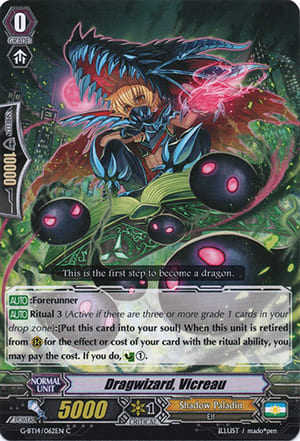 0
GRADE
10000
SHIELD
This is the first step to become a dragon.
AUTO :Forerunner
AUTO Ritual 3 (Active if there are three or more grade 1 cards in your
drop zone):[Put this card into your soul] When this unit is retired
from R for the effect or cost of your card with the ritual ability, you
may pay the cost. If you do, 1.
NORMAL
UNIT
Dragwizard, Vicreau
POWER
5000
1
CRITICAL
Shadow Paladin
Elf
G-BT14/062EN C
ILLUST / mado*pen